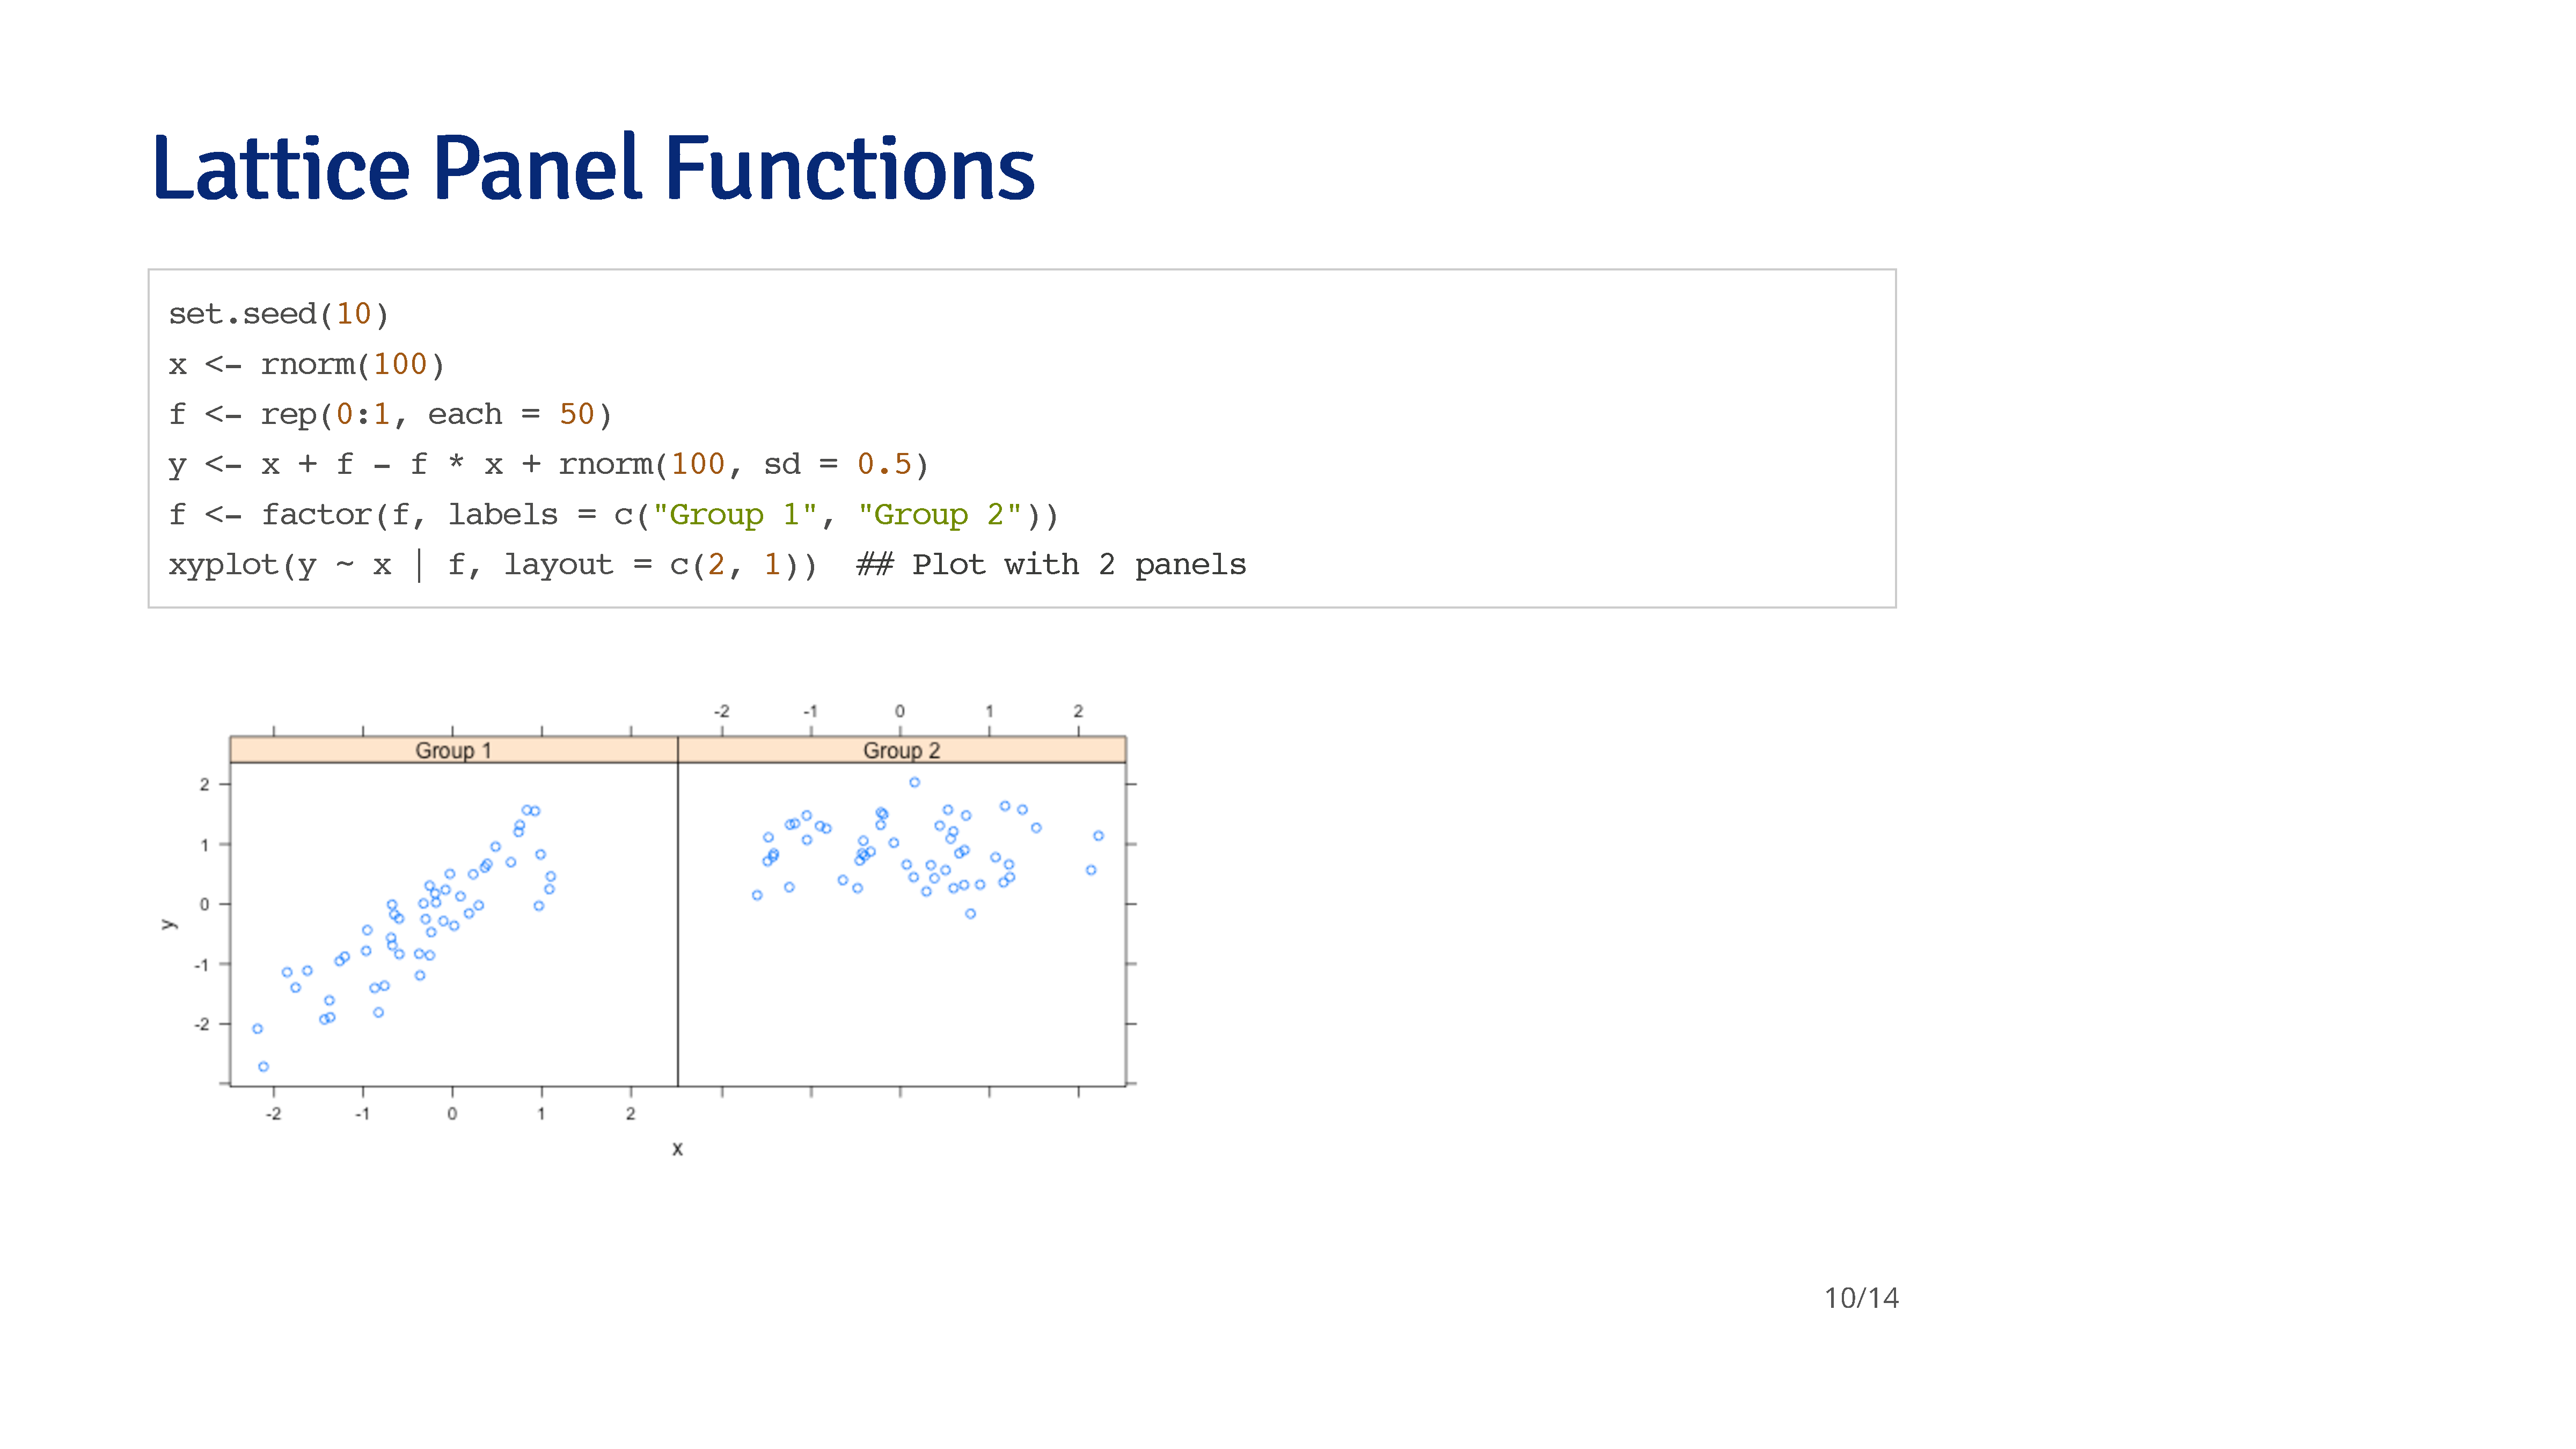 Lattice Panel Functions
set.seed(10)
x <- rnorm(100)
f <- rep(0:1, each = 50)
y <- x + f - f * x + rnorm(100, sd = 0.5)
f <- factor(f, labels = c("Group 1", "Group 2"))
xyplot(y ~ x | f, layout = c(2, 1))  ## Plot with 2 panels
-2 -1 0 1 2
Group 1 Group 2
2
1
0
-1
-2
y
-2 -1 0 1 2
x
10/14